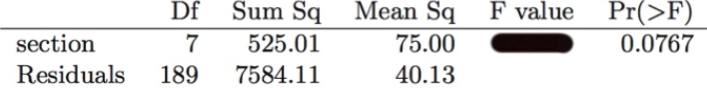 Df Sum Sq Mean Sq F value Pr(>F)
section 7 525.01 75.00 0.0767
Residuals 189 7584.11 40.13